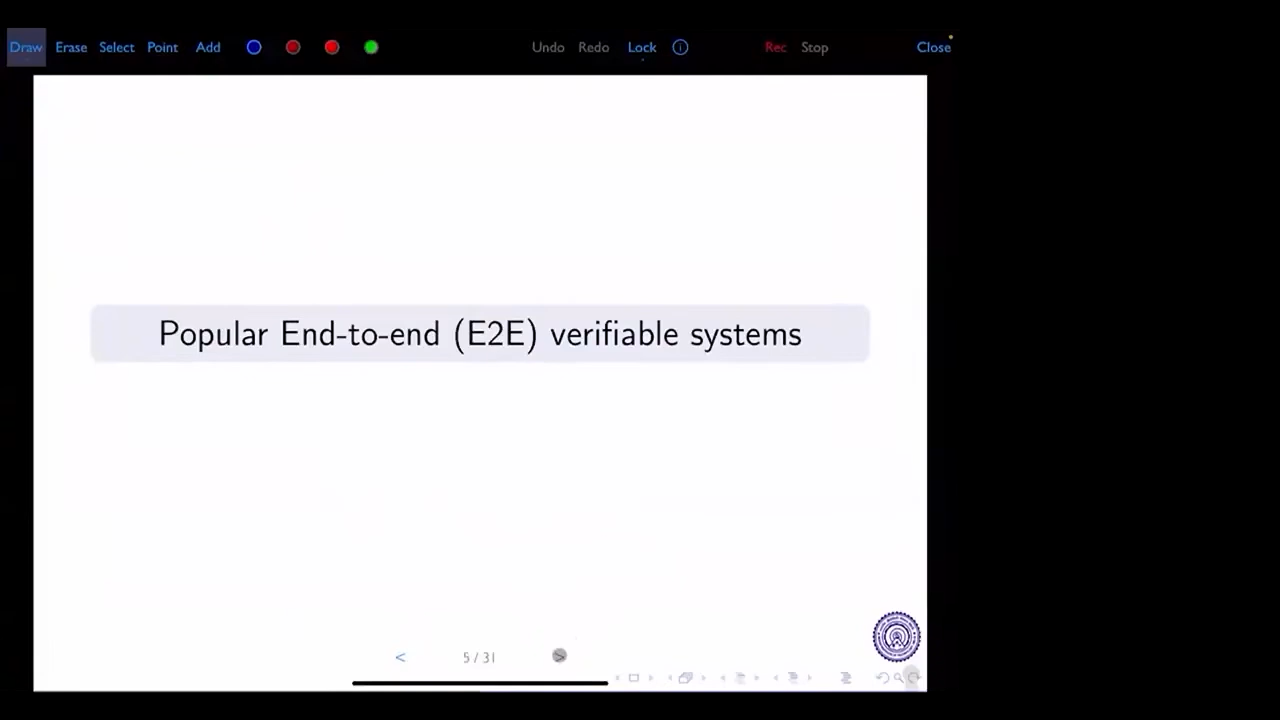 Draw Erase Select Point Add Undo Redo Lock Rec Stop Close
Popular End-to-end (E2E) verifiable systems
< 5 / 31 >